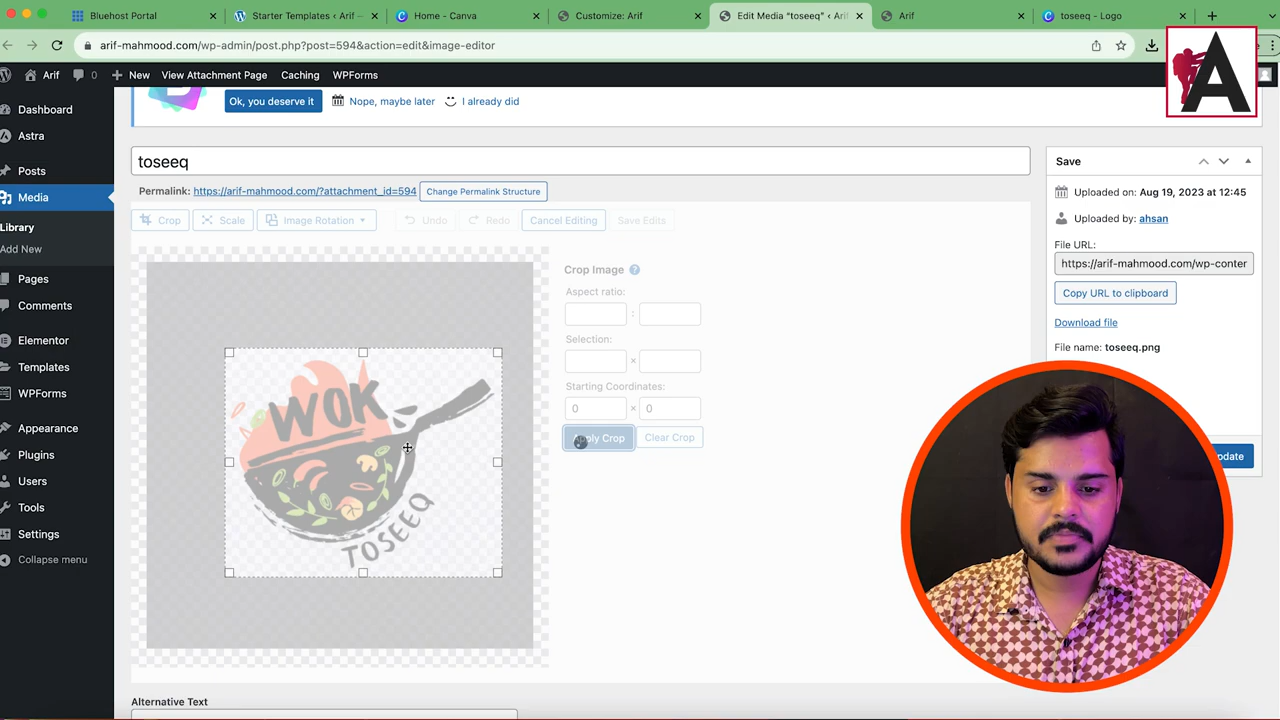 Bluehost Portal
Starter Templates ‹ Arif —
Home - Canva
Customize: Arif
Edit Media "toseeq" ‹ Arif —
Arif
toseeq - Logo
arif-mahmood.com/wp-admin/post.php?post=594&action=edit&image-editor
Arif
0
New
View Attachment Page
Caching
WPForms
Dashboard
Astra
Posts
Media
Library
Add New
Pages
Comments
Elementor
Templates
WPForms
Appearance
Plugins
Users
Tools
Settings
Collapse menu
Ok, you deserve it
Nope, maybe later
I already did
toseeq
Permalink: https://arif-mahmood.com/?attachment_id=594
Change Permalink Structure
Crop
Scale
Image Rotation
Undo
Redo
Cancel Editing
Save Edits
WOK
TOSEEQ
Crop Image
Aspect ratio:
:
Selection:
×
Starting Coordinates:
0 × 0
Apply Crop
Clear Crop
Alternative Text
A
Save
Uploaded on: Aug 19, 2023 at 12:45
Uploaded by: ahsan
File URL:
https://arif-mahmood.com/wp-conter
Copy URL to clipboard
Download file
File name: toseeq.png